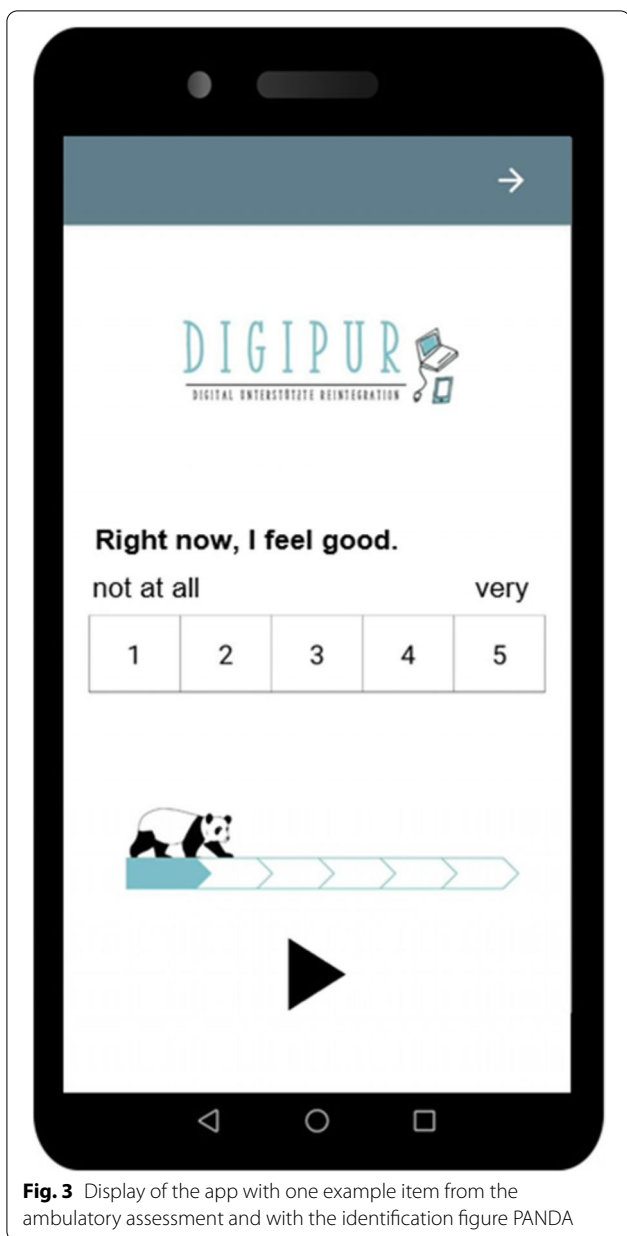 DIGIPUR
DIGITAL UNTERSTÜTZTE REINTEGRATION
Right now, I feel good.
not at all very
1 2 3 4 5
Fig. 3 Display of the app with one example item from the
ambulatory assessment and with the identification figure PANDA